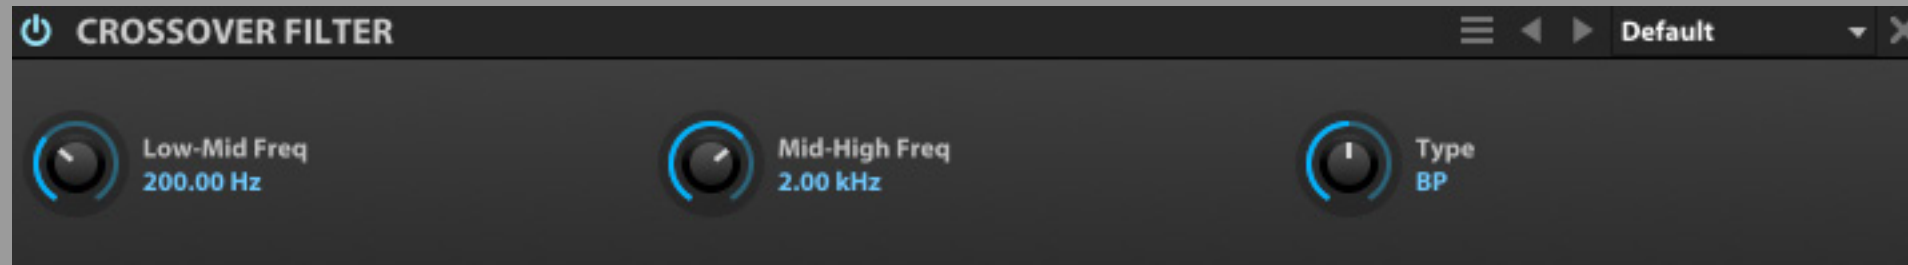 CROSSOVER FILTER
Default
Low-Mid Freq
200.00 Hz
Mid-High Freq
2.00 kHz
Type
BP